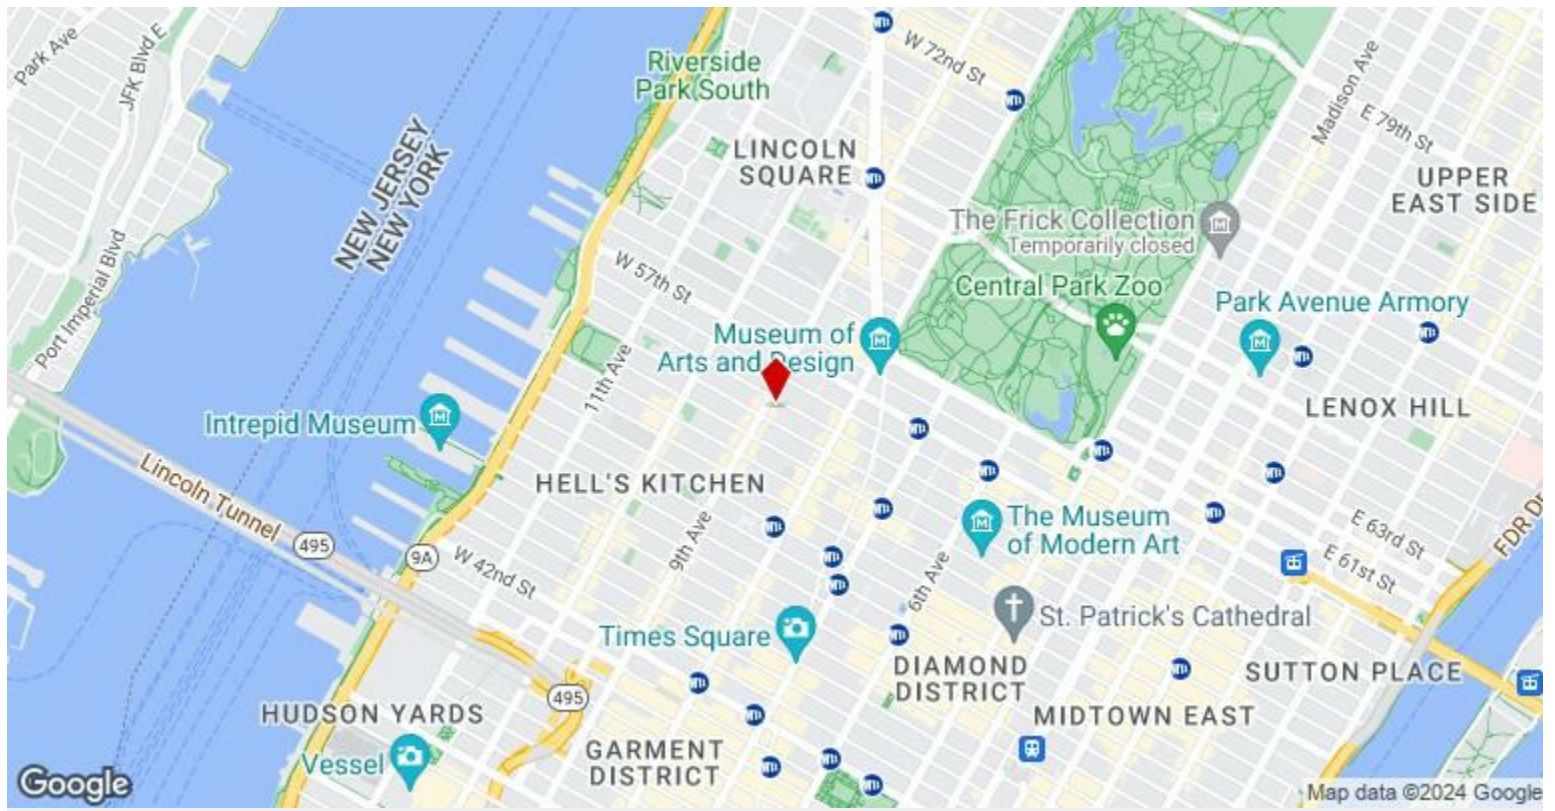 Park Ave
JFK Blvd E
Riverside
Park South
W 72nd St
Madison Ave
E 79th St
NEW JERSEY
NEW YORK
LINCOLN
SQUARE
UPPER
EAST SIDE
The Frick Collection
Temporarily closed
Port Imperial Blvd
W 57th St
Central Park Zoo
Park Avenue Armory
Museum of
Arts and Design
11th Ave
Intrepid Museum
LENOX HILL
Lincoln Tunnel
HELL'S KITCHEN
495
9A
W 42nd St
9th Ave
The Museum
of Modern Art
E 63rd St
E 61st St
FDR Dr
6th Ave
Times Square
St. Patrick's Cathedral
DIAMOND
DISTRICT
SUTTON PLACE
495
HUDSON YARDS
MIDTOWN EAST
GARMENT
DISTRICT
Vessel
Google
Map data ©2024 Google